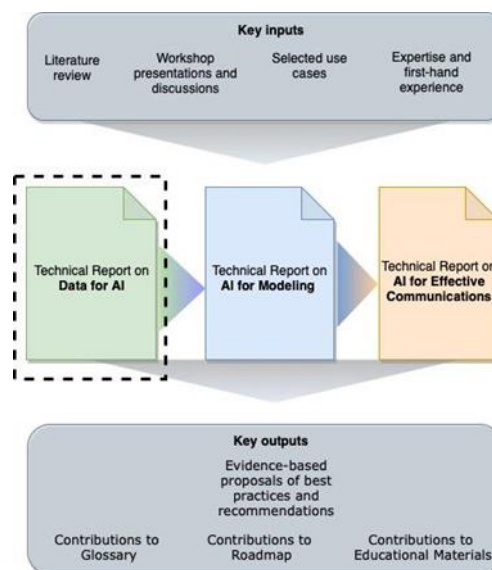 Key inputs
Literature
review
Workshop
presentations and
discussions
Selected use
cases
Expertise and
first-hand
experience
Technical Report on
Data for AI
Technical Report on
AI for Modeling
Technical Report on
AI for Effective
Communications
Key outputs
Evidence-based
proposals of best
practices and
recommendations
Contributions to
Glossary
Contributions to
Roadmap
Contributions to
Educational Materials